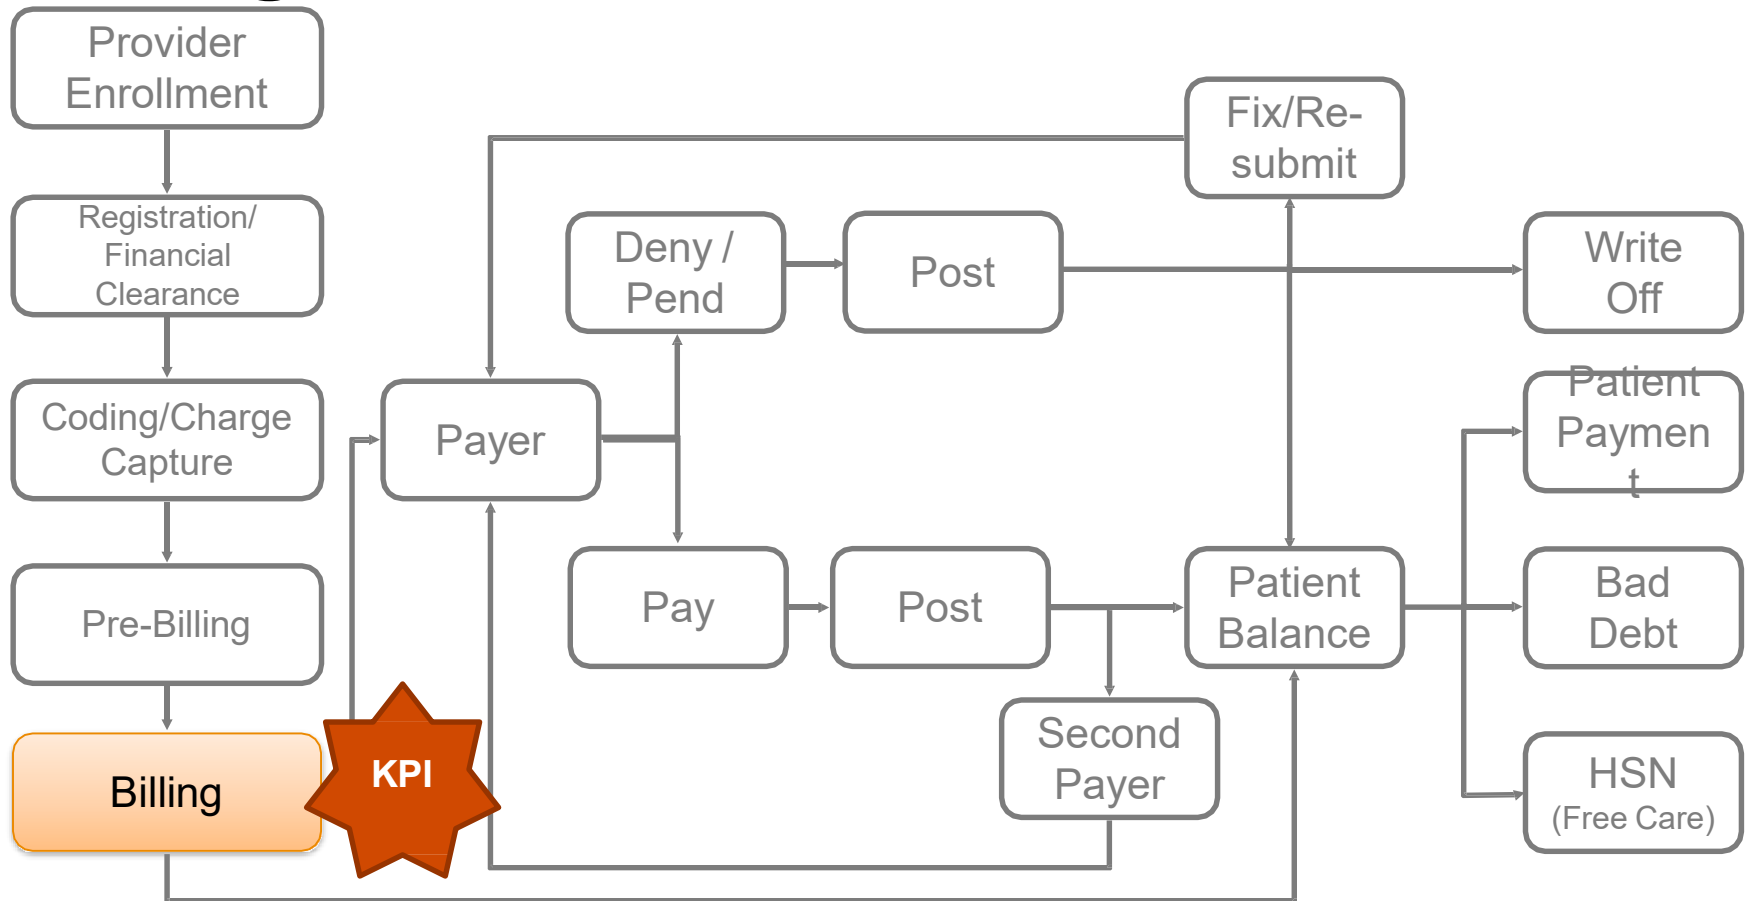 Provider
Enrollment
Registration/
Financial
Clearance
Coding/Charge
Capture
Pre-Billing
Billing
KPI
Payer
Deny /
Pend
Post
Fix/Re-
submit
Write
Off
Pay
Post
Second
Payer
Patient
Balance
Patient
Paymen
t
Bad
Debt
HSN
(Free Care)